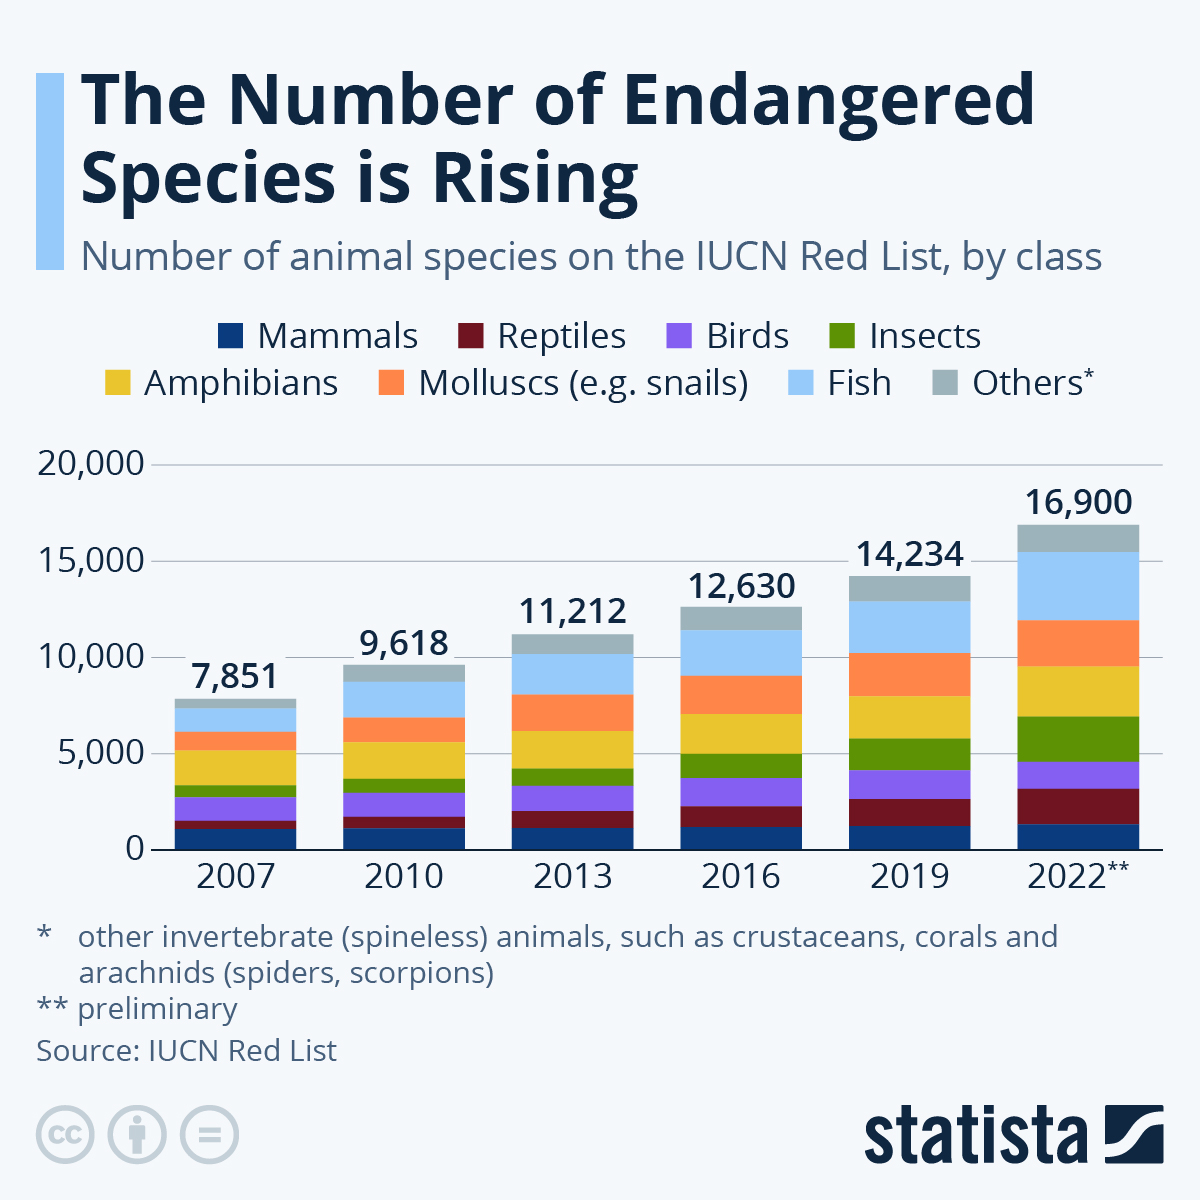 The Number of Endangered
Species is Rising
Number of animal species on the IUCN Red List, by class
Mammals Reptiles Birds Insects
Amphibians Molluscs (e.g. snails) Fish Others*
20,000
15,000
10,000
5,000
0
7,851
9,618
11,212
12,630
14,234
16,900
2007 2010 2013 2016 2019 2022**
* other invertebrate (spineless) animals, such as crustaceans, corals and
arachnids (spiders, scorpions)
** preliminary
Source: IUCN Red List
cc
statista